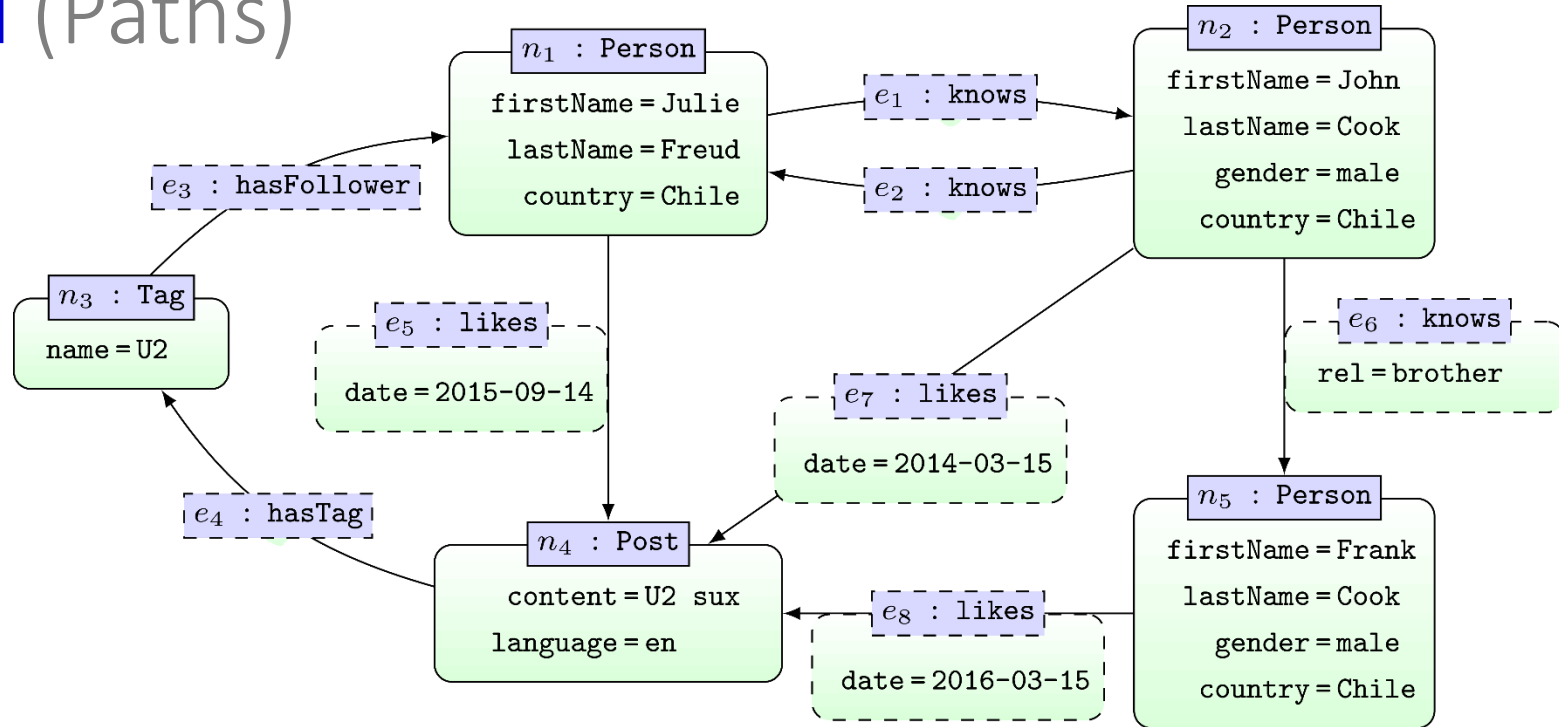 (Paths)
n₁ : Person
firstName = Julie
lastName = Freud
country = Chile
e₁ : knows
e₂ : knows
n₂ : Person
firstName = John
lastName = Cook
gender = male
country = Chile
e₃ : hasFollower
n₃ : Tag
name = U2
e₅ : likes
date = 2015-09-14
e₇ : likes
date = 2014-03-15
e₆ : knows
rel = brother
e₄ : hasTag
n₄ : Post
content = U2 sux
language = en
e₈ : likes
date = 2016-03-15
n₅ : Person
firstName = Frank
lastName = Cook
gender = male
country = Chile